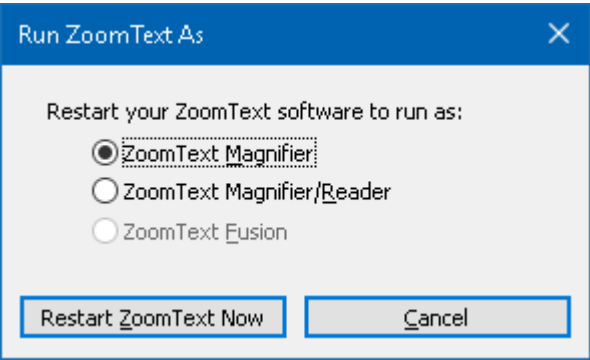 Run ZoomText As
Restart your ZoomText software to run as:
ZoomText Magnifier
ZoomText Magnifier/Reader
ZoomText Fusion
Restart ZoomText Now
Cancel